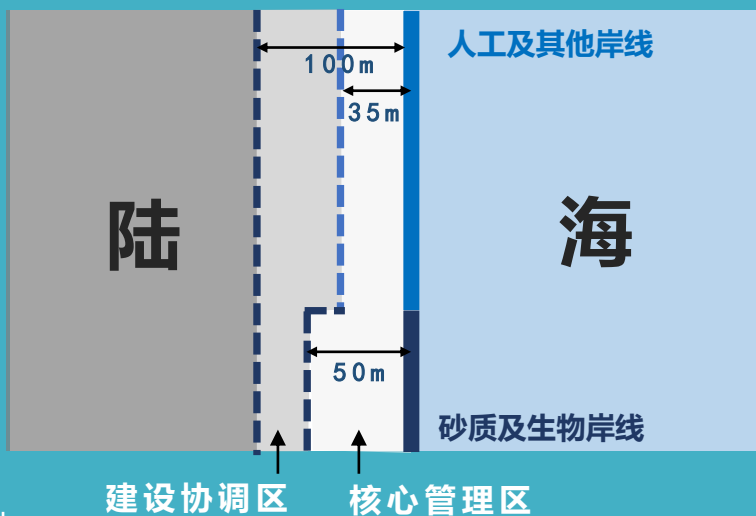 人工及其他岸线
100m
35m
陆
海
50m
砂质及生物岸线
建设协调区
核心管理区